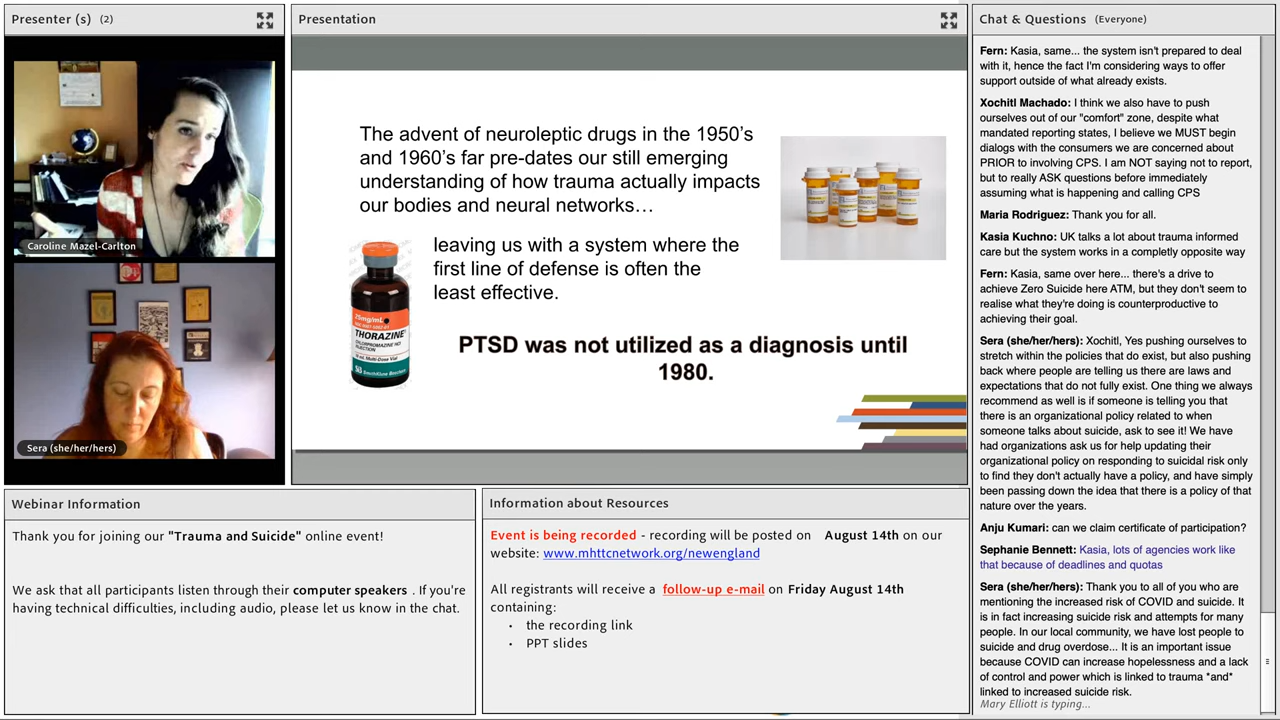 Presenter (s) (2)
Caroline Mazel-Carlton
Sera (she/her/hers)
Presentation
The advent of neuroleptic drugs in the 1950's
and 1960's far pre-dates our still emerging
understanding of how trauma actually impacts
our bodies and neural networks…
leaving us with a system where the
first line of defense is often the
least effective.
25mg/mL
THORAZINE
CHLORPROMAZINE HCl
INJECTION
PTSD was not utilized as a diagnosis until
1980.
Webinar Information
Thank you for joining our "Trauma and Suicide" online event!
We ask that all participants listen through their computer speakers . If you're
having technical difficulties, including audio, please let us know in the chat.
Information about Resources
Event is being recorded - recording will be posted on August 14th on our
website: www.mhttcnetwork.org/newengland
All registrants will receive a follow-up e-mail on Friday August 14th
containing:
• the recording link
• PPT slides
Chat & Questions (Everyone)
Fern: Kasia, same... the system isn't prepared to deal
with it, hence the fact I'm considering ways to offer
support outside of what already exists.
Xochitl Machado: I think we also have to push
ourselves out of our "comfort" zone, despite what
mandated reporting states, I believe we MUST begin
dialogs with the consumers we are concerned about
PRIOR to involving CPS. I am NOT saying not to report,
but to really ASK questions before immediately
assuming what is happening and calling CPS
Maria Rodriguez: Thank you for all.
Kasia Kuchno: UK talks a lot about trauma informed
care but the system works in a completly opposite way
Fern: Kasia, same over here... there's a drive to
achieve Zero Suicide here ATM, but they don't seem to
realise what they're doing is counterproductive to
achieving their goal.
Sera (she/her/hers): Xochitl, Yes pushing ourselves to
stretch within the policies that do exist, but also pushing
back where people are telling us there are laws and
expectations that do not fully exist. One thing we always
recommend as well is if someone is telling you that
there is an organizational policy related to when
someone talks about suicide, ask to see it! We have
had organizations ask us for help updating their
organizational policy on responding to suicidal risk only
to find they don't actually have a policy, and have simply
been passing down the idea that there is a policy of that
nature over the years.
Anju Kumari: can we claim certificate of participation?
Sephanie Bennett: Kasia, lots of agencies work like
that because of deadlines and quotas
Sera (she/her/hers): Thank you to all of you who are
mentioning the increased risk of COVID and suicide. It
is in fact increasing suicide risk and attempts for many
people. In our local community, we have lost people to
suicide and drug overdose... It is an important issue
because COVID can increase hopelessness and a lack
of control and power which is linked to trauma *and*
linked to increased suicide risk.
Mary Elliott is typing...